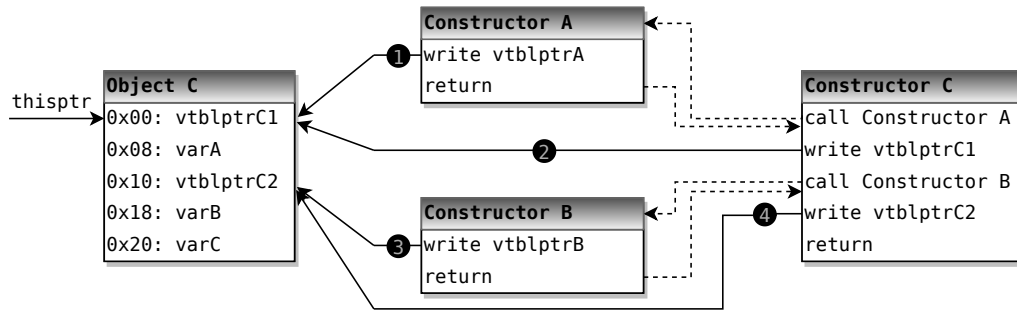 thisptr
Object C
0x00: vtblptrC1
0x08: varA
0x10: vtblptrC2
0x18: varB
0x20: varC
Constructor A
write vtblptrA
return
1
2
Constructor B
write vtblptrB
return
3
4
Constructor C
call Constructor A
write vtblptrC1
call Constructor B
write vtblptrC2
return